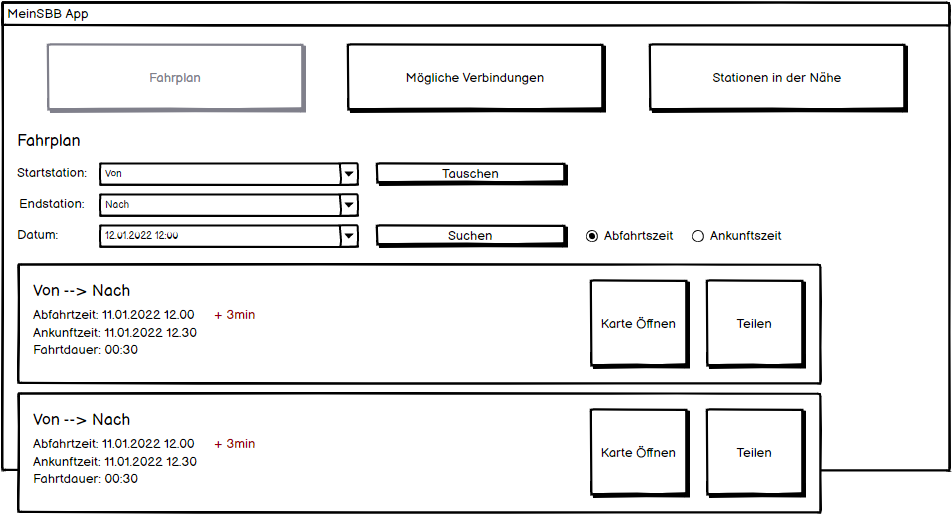 MeinSBB App
Fahrplan
Mögliche Verbindungen
Stationen in der Nähe
Fahrplan
Startstation: Von Tauschen
Endstation: Nach
Datum: 12.01.2022 12:00 Suchen Abfahrtszeit Ankunftszeit
Von --> Nach
Abfahrtzeit: 11.01.2022 12.00 + 3min
Ankunftzeit: 11.01.2022 12.30
Fahrtdauer: 00:30
Karte Öffnen
Teilen
Von --> Nach
Abfahrtzeit: 11.01.2022 12.00 + 3min
Ankunftzeit: 11.01.2022 12.30
Fahrtdauer: 00:30
Karte Öffnen
Teilen